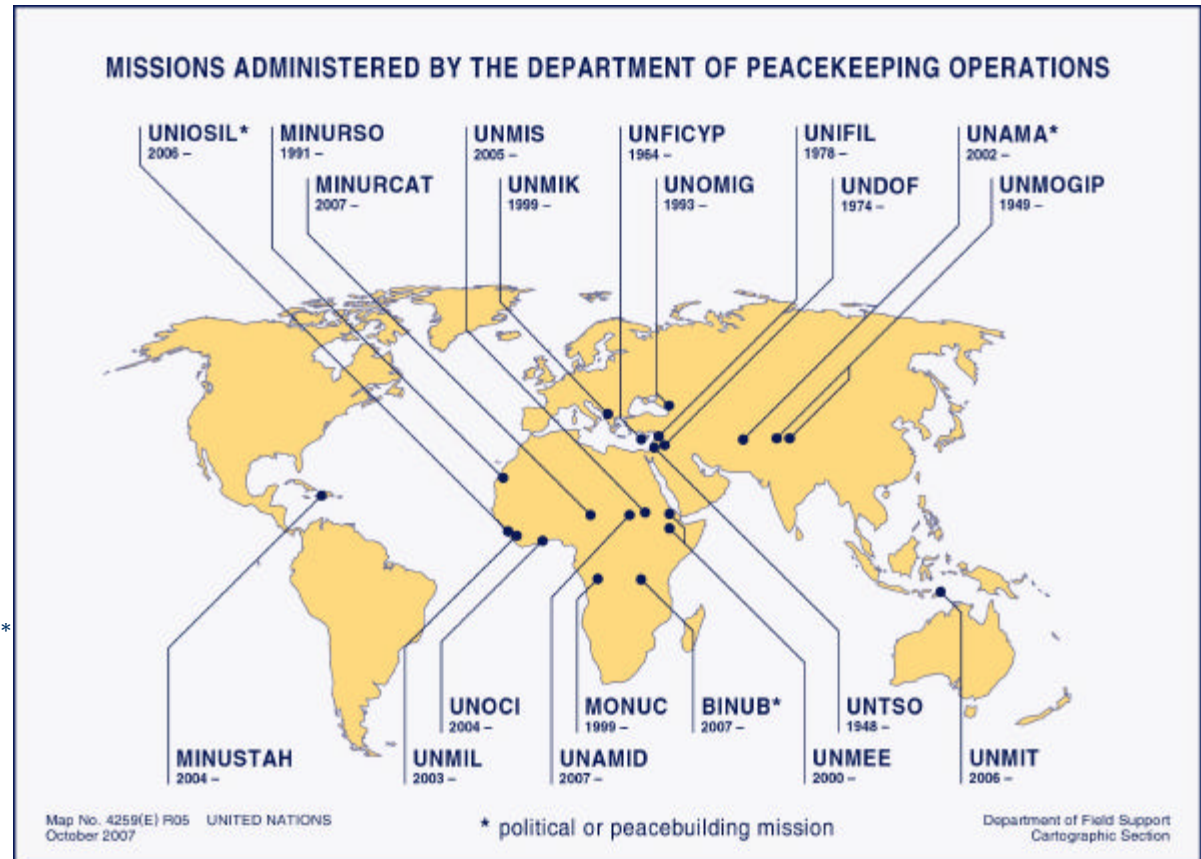 MISSIONS ADMINISTERED BY THE DEPARTMENT OF PEACEKEEPING OPERATIONS
UNIOSIL*
2006 –
MINURSO
1991 –
UNMIS
2005 –
UNFICYP
1964 –
UNIFIL
1978 –
UNAMA*
2002 –
MINURCAT
2007 –
UNMIK
1999 –
UNOMIG
1993 –
UNDOF
1974 –
UNMOGIP
1949 –
*
UNOCI
2004 –
MONUC
1999 –
BINUB*
2007 –
UNTSO
1948 –
MINUSTAH
2004 –
UNMIL
2003 –
UNAMID
2007 –
UNMEE
2000 –
UNMIT
2006 –
Map No. 4259(E) R05 UNITED NATIONS
October 2007
* political or peacebuilding mission
Department of Field Support
Cartographic Section